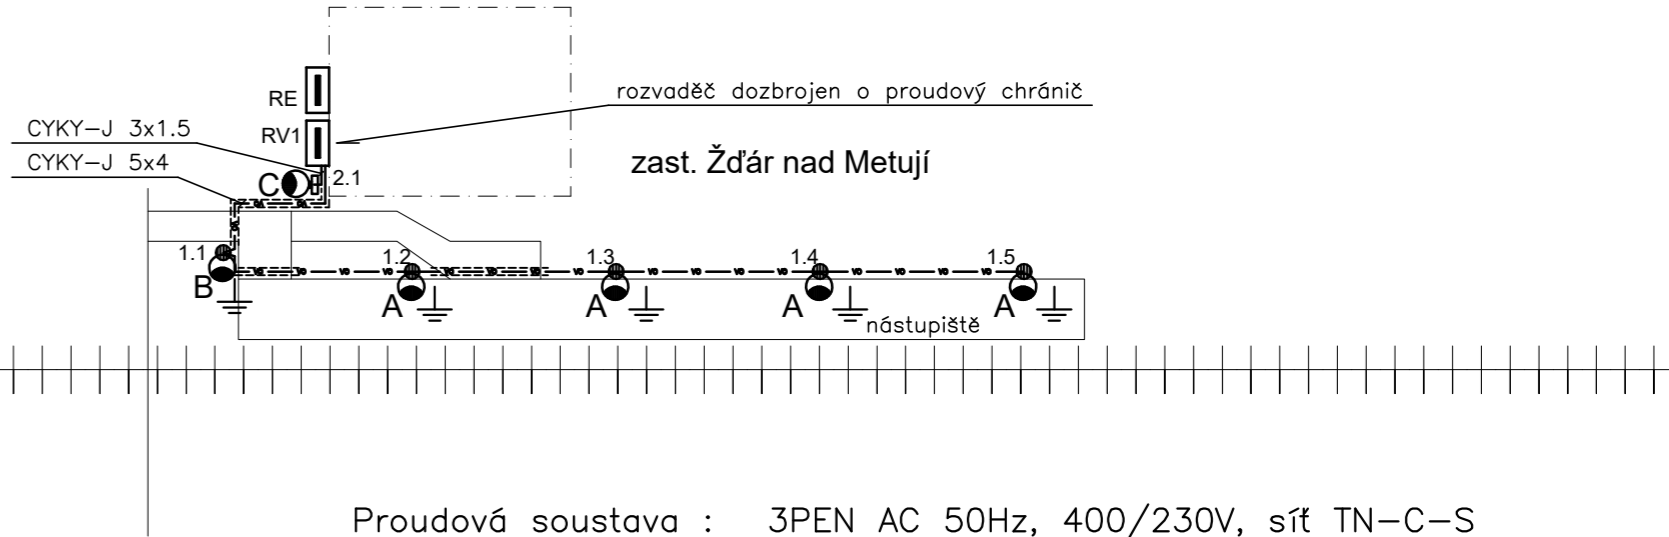 RE
rozvaděč dozbrojen o proudový chránič
CYKY-J 3x1.5
RV1
CYKY-J 5x4
zast. Žďár nad Metují
C
2.1
1.1
1.2
1.3
1.4
1.5
B
A
A
A
A
nástupiště
Proudová soustava : 3PEN AC 50Hz, 400/230V, síť TN-C-S